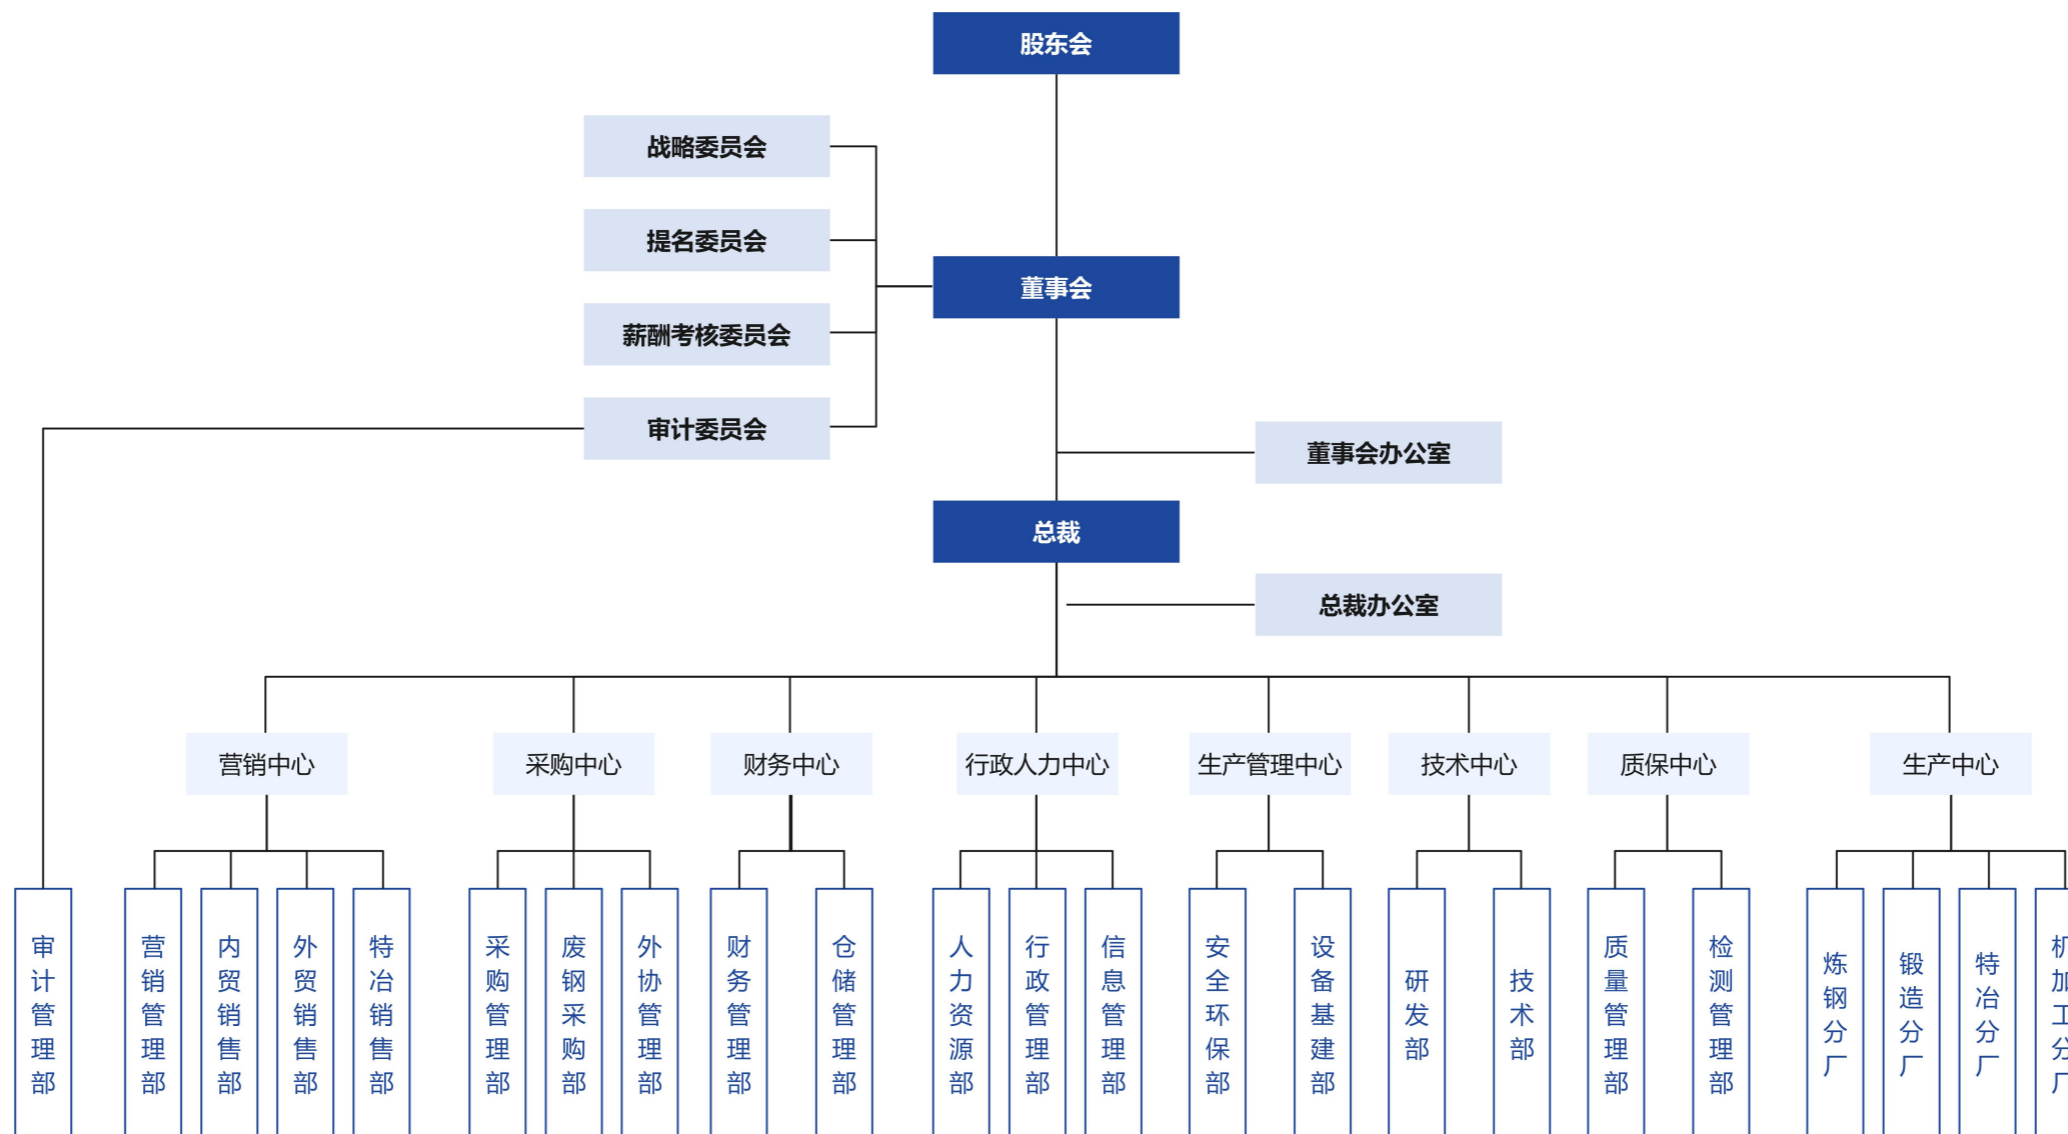 股东会
战略委员会
提名委员会
董事会
薪酬考核委员会
审计委员会
董事会办公室
总裁
总裁办公室
营销中心
采购中心
财务中心
行政人力中心
生产管理中心
技术中心
质保中心
生产中心
审计管理部
营销管理部
内贸销售部
外贸销售部
特冶销售部
采购管理部
废钢采购部
外协管理部
财务管理部
仓储管理部
人力资源部
行政管理部
信息管理部
安全环保部
设备基建部
研发部
技术部
质量管理部
检测管理部
炼钢分厂
锻造分厂
特冶分厂
机加工分厂